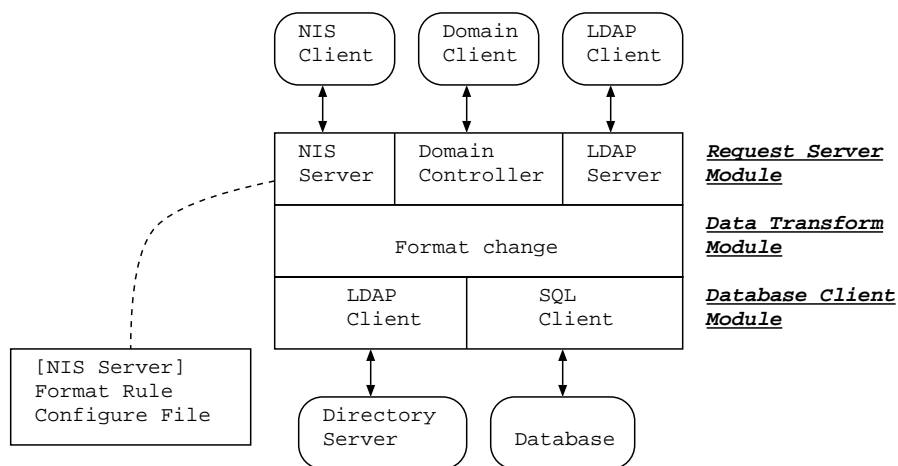 NIS
Client
Domain
Client
LDAP
Client
NIS
Server
Domain
Controller
LDAP
Server
Request Server
Module
Format change
Data Transform
Module
LDAP
Client
SQL
Client
Database Client
Module
[NIS Server]
Format Rule
Configure File
Directory
Server
Database